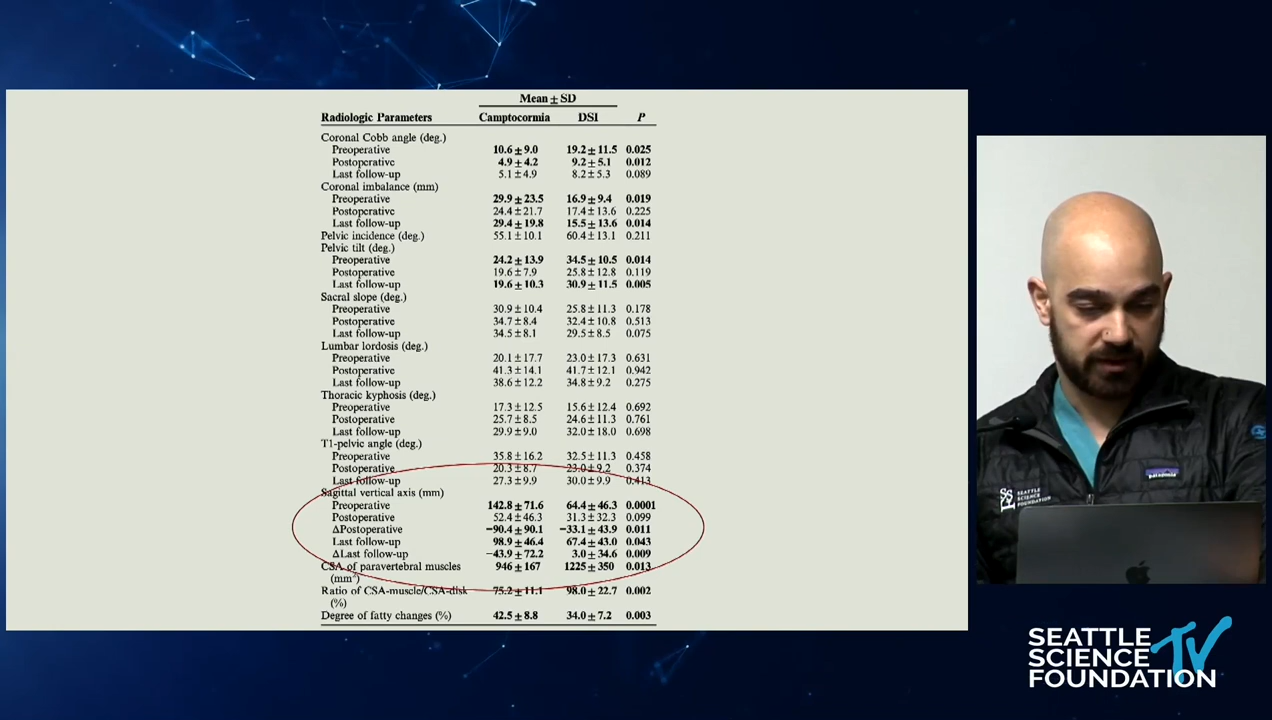 Mean ± SD
Radiologic Parameters Camptocormia DSI P
Coronal Cobb angle (deg.)
Preoperative 10.6 ± 9.0 19.2 ± 11.5 0.025
Postoperative 4.9 ± 4.2 9.2 ± 5.1 0.012
Last follow-up 5.1 ± 4.9 8.2 ± 5.3 0.089
Coronal imbalance (mm)
Preoperative 29.9 ± 23.5 16.9 ± 9.4 0.019
Postoperative 24.4 ± 21.7 17.4 ± 13.6 0.225
Last follow-up 29.4 ± 19.8 15.5 ± 13.6 0.014
Pelvic incidence (deg.) 55.1 ± 10.1 60.4 ± 13.1 0.211
Pelvic tilt (deg.)
Preoperative 24.2 ± 13.9 34.5 ± 10.5 0.014
Postoperative 19.6 ± 7.9 25.8 ± 12.8 0.119
Last follow-up 19.6 ± 10.3 30.9 ± 11.5 0.005
Sacral slope (deg.)
Preoperative 30.9 ± 10.4 25.8 ± 11.3 0.178
Postoperative 34.7 ± 8.4 32.4 ± 10.8 0.513
Last follow-up 34.5 ± 8.1 29.5 ± 8.5 0.075
Lumbar lordosis (deg.)
Preoperative 20.1 ± 17.7 23.0 ± 17.3 0.631
Postoperative 41.3 ± 14.1 41.7 ± 12.1 0.942
Last follow-up 38.6 ± 12.2 34.8 ± 9.2 0.275
Thoracic kyphosis (deg.)
Preoperative 17.3 ± 12.5 15.6 ± 12.4 0.692
Postoperative 25.7 ± 8.5 24.6 ± 11.3 0.761
Last follow-up 29.9 ± 9.0 32.0 ± 18.0 0.698
T1-pelvic angle (deg.)
Preoperative 35.8 ± 16.2 32.5 ± 11.3 0.458
Postoperative 20.3 ± 8.7 23.0 ± 9.2 0.374
Last follow-up 27.3 ± 9.9 30.0 ± 9.9 0.413
Sagittal vertical axis (mm)
Preoperative 142.8 ± 71.6 64.4 ± 46.3 0.0001
Postoperative 52.4 ± 46.3 31.3 ± 32.3 0.099
ΔPostoperative −90.4 ± 90.1 −33.1 ± 43.9 0.011
Last follow-up 98.9 ± 46.4 67.4 ± 43.0 0.043
ΔLast follow-up −43.9 ± 72.2 3.0 ± 34.6 0.009
CSA of paravertebral muscles 946 ± 167 1225 ± 350 0.013
(mm²)
Ratio of CSA-muscle/CSA-disk 75.2 ± 11.1 98.0 ± 22.7 0.002
(%)
Degree of fatty changes (%) 42.5 ± 8.8 34.0 ± 7.2 0.003
patagonia
SEATTLE
SCIENCE
FOUNDATION
SEATTLE
SCIENCE TV
FOUNDATION